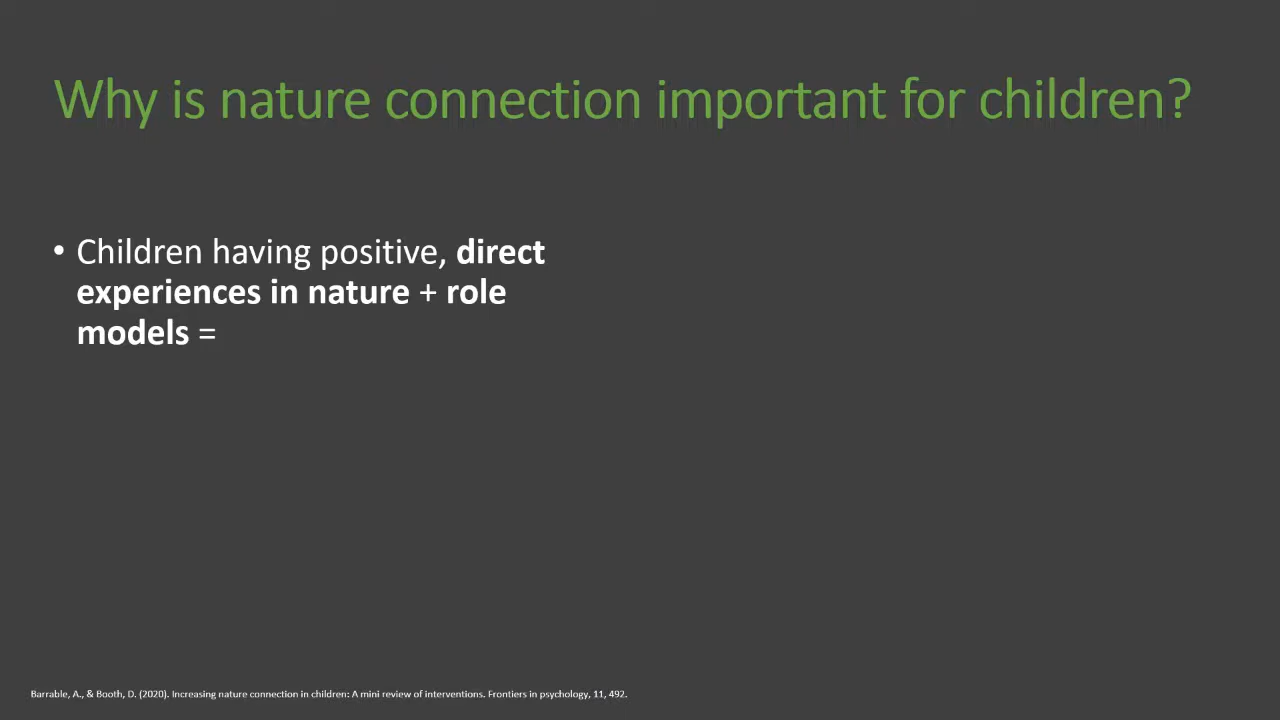 Why is nature connection important for children?
• Children having positive, direct
experiences in nature + role
models =
Barrable, A., & Booth, D. (2020). Increasing nature connection in children: A mini review of interventions. Frontiers in psychology, 11, 492.